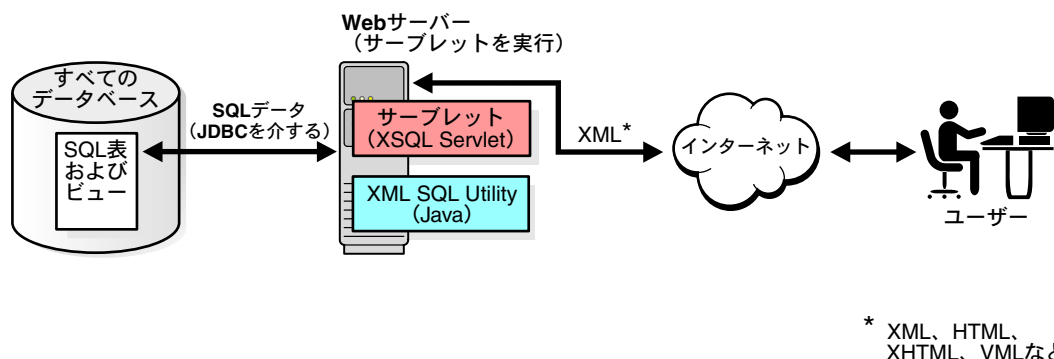 Webサーバー
（サーブレットを実行）
すべての
データベース
SQL表
および
ビュー
SQLデータ
（JDBCを介する）
サーブレット
（XSQL Servlet）
XML SQL Utility
（Java）
XML*
インターネット
ユーザー
* XML、HTML、
XHTML、VMLなど